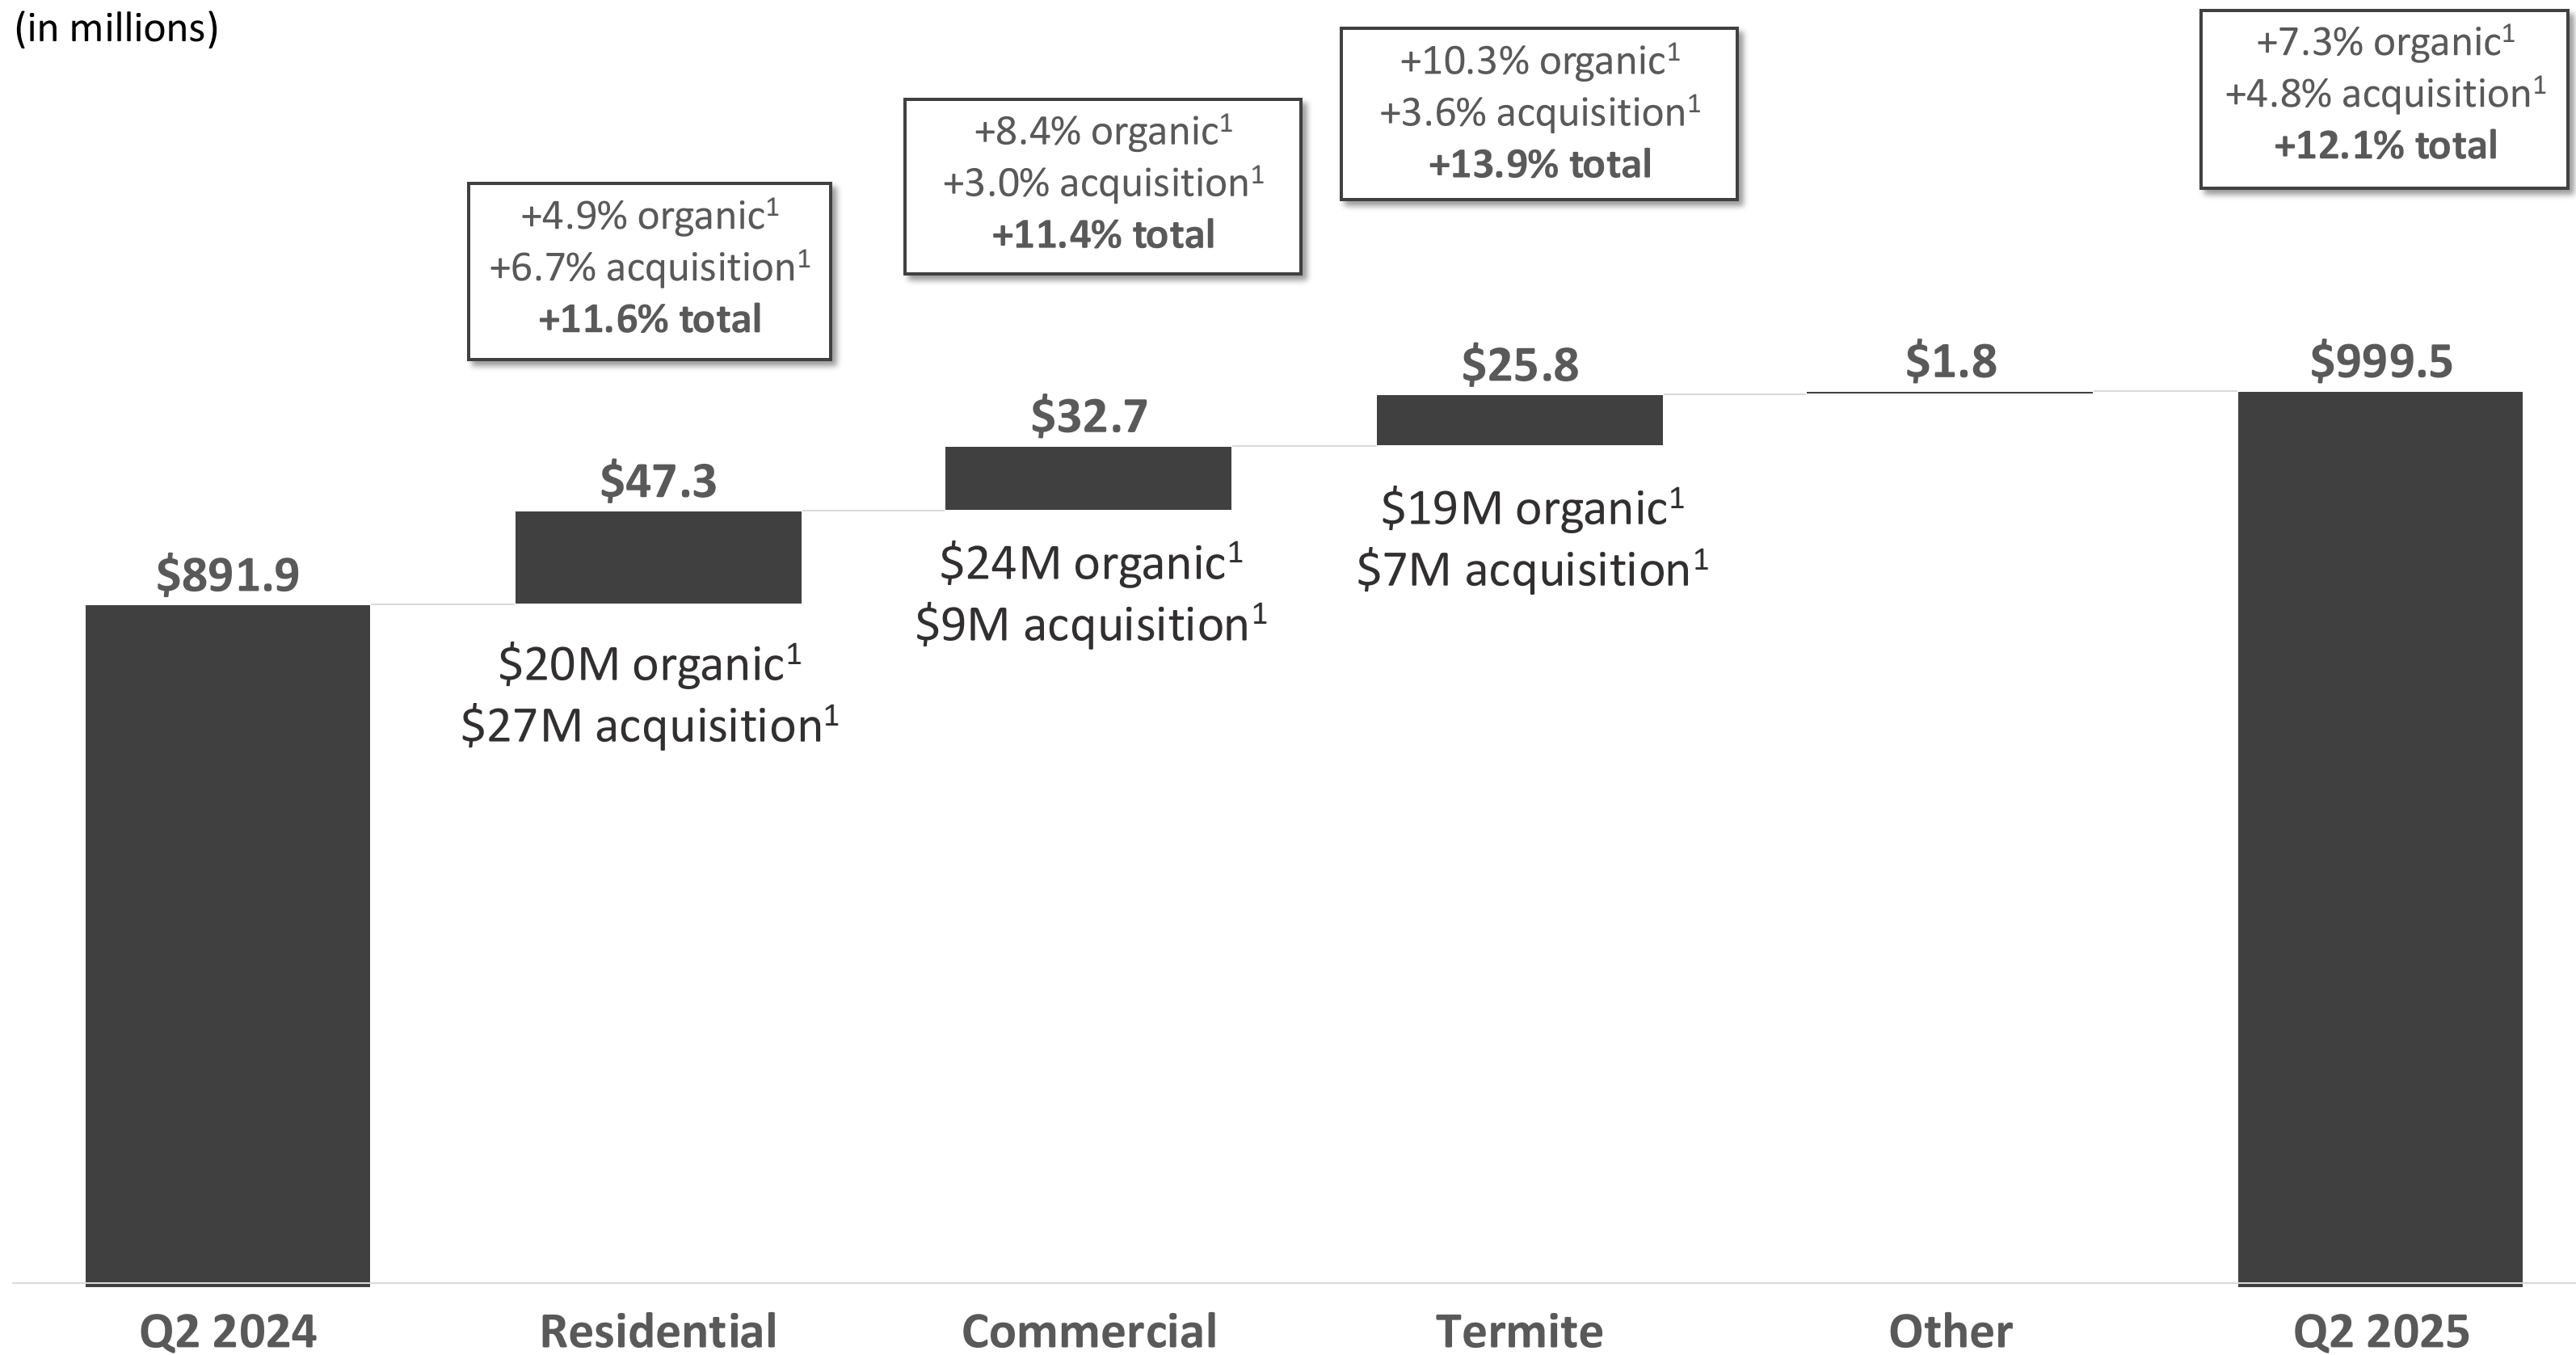 (in millions)
+4.9% organic¹
+6.7% acquisition¹
+11.6% total
+8.4% organic¹
+3.0% acquisition¹
+11.4% total
+10.3% organic¹
+3.6% acquisition¹
+13.9% total
+7.3% organic¹
+4.8% acquisition¹
+12.1% total
$891.9
$47.3
$20M organic¹
$27M acquisition¹
$32.7
$24M organic¹
$9M acquisition¹
$25.8
$19M organic¹
$7M acquisition¹
$1.8
$999.5
Q2 2024
Residential
Commercial
Termite
Other
Q2 2025